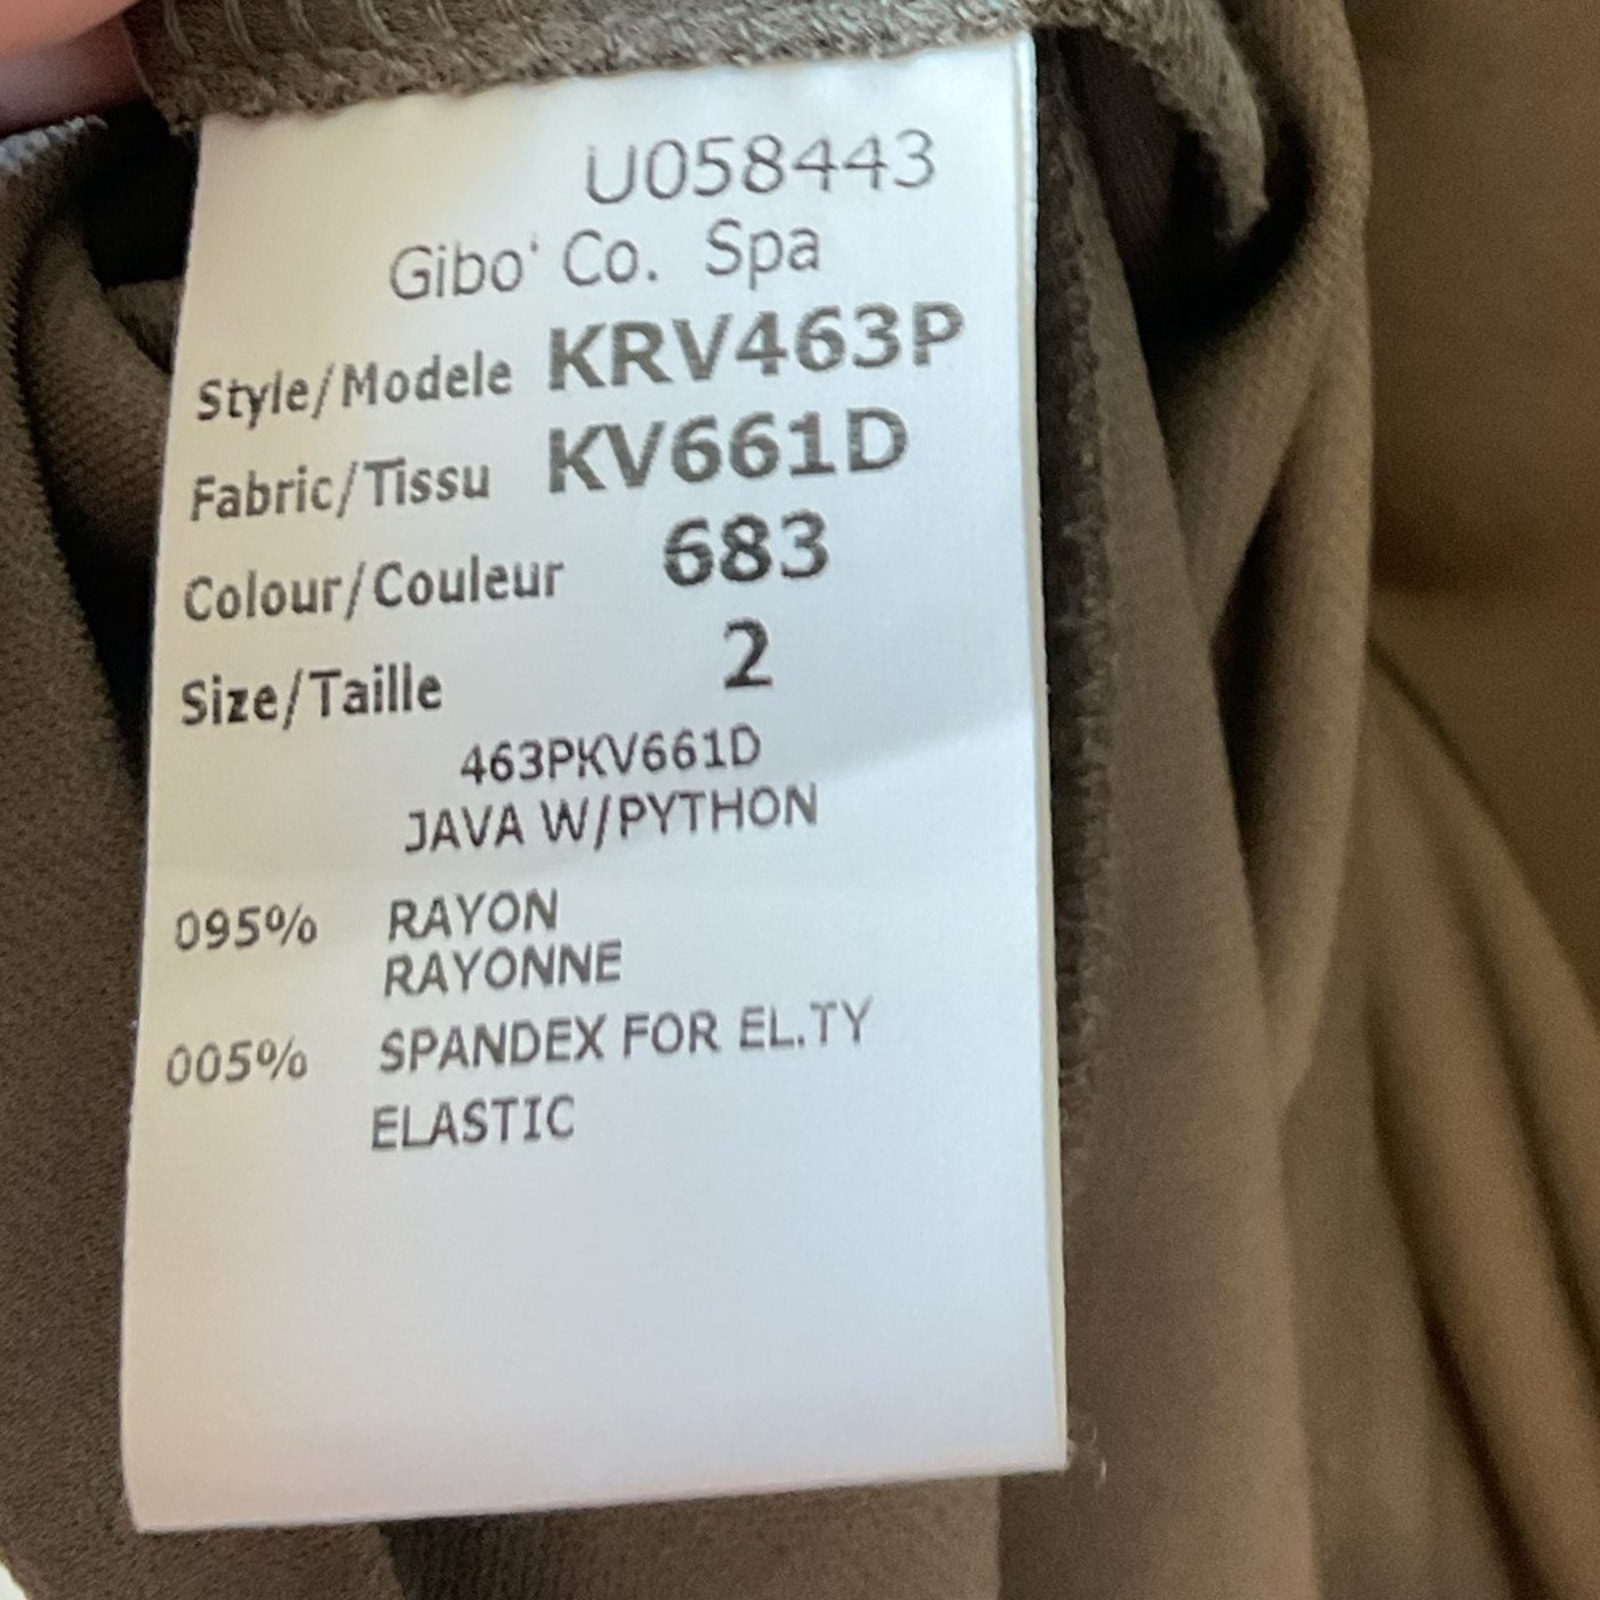 U058443
Gibo' Co. Spa
Style/Modele KRV463P
Fabric/Tissu KV661D
Colour/Couleur 683
Size/Taille 2
463PKV661D
JAVA W/PYTHON
095% RAYON
RAYONNE
005% SPANDEX FOR EL.TY
ELASTIC